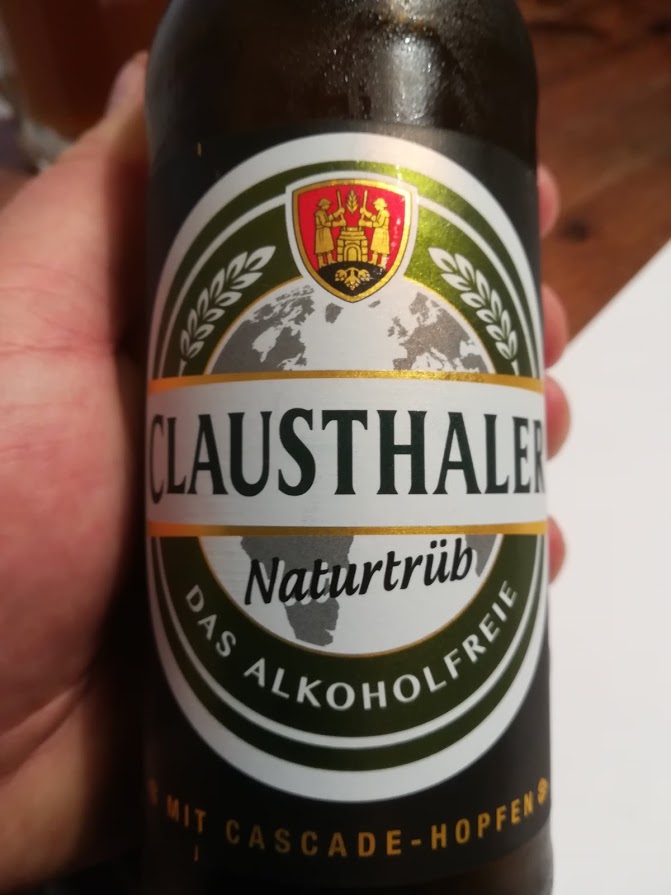 CLAUSTHALER
Naturtrüb
DAS ALKOHOLFREIE
MIT CASCADE-HOPFEN